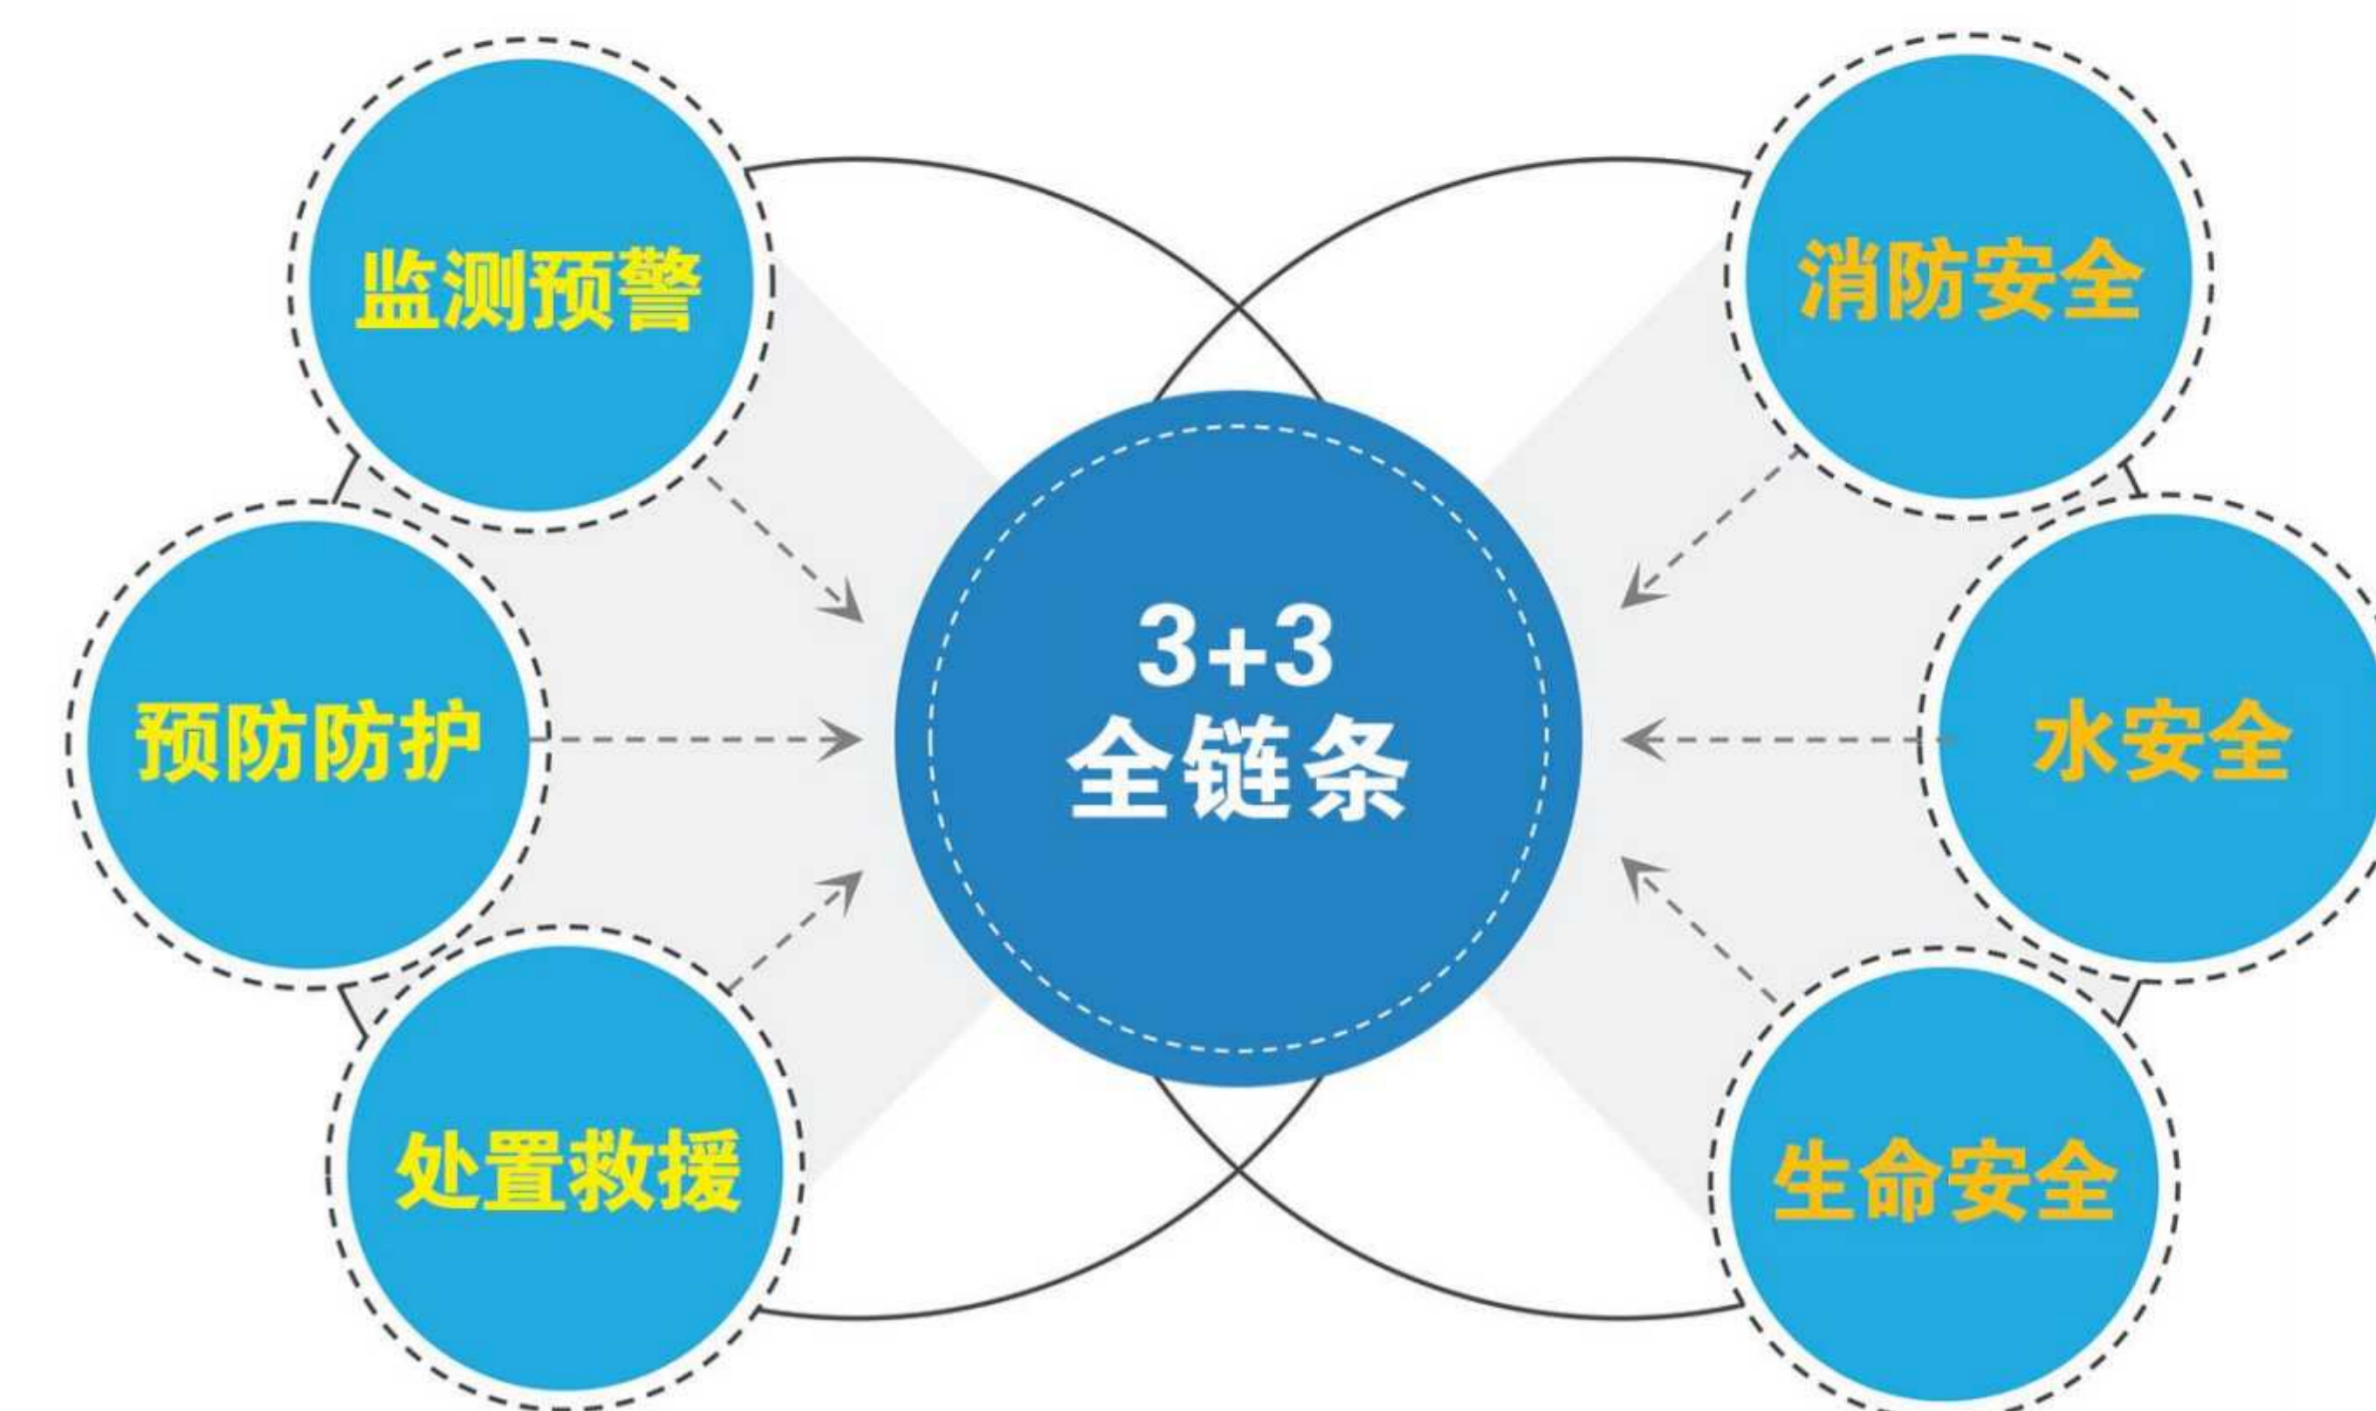 监测预警
预防防护
处置救援
3+3
全链条
消防安全
水安全
生命安全